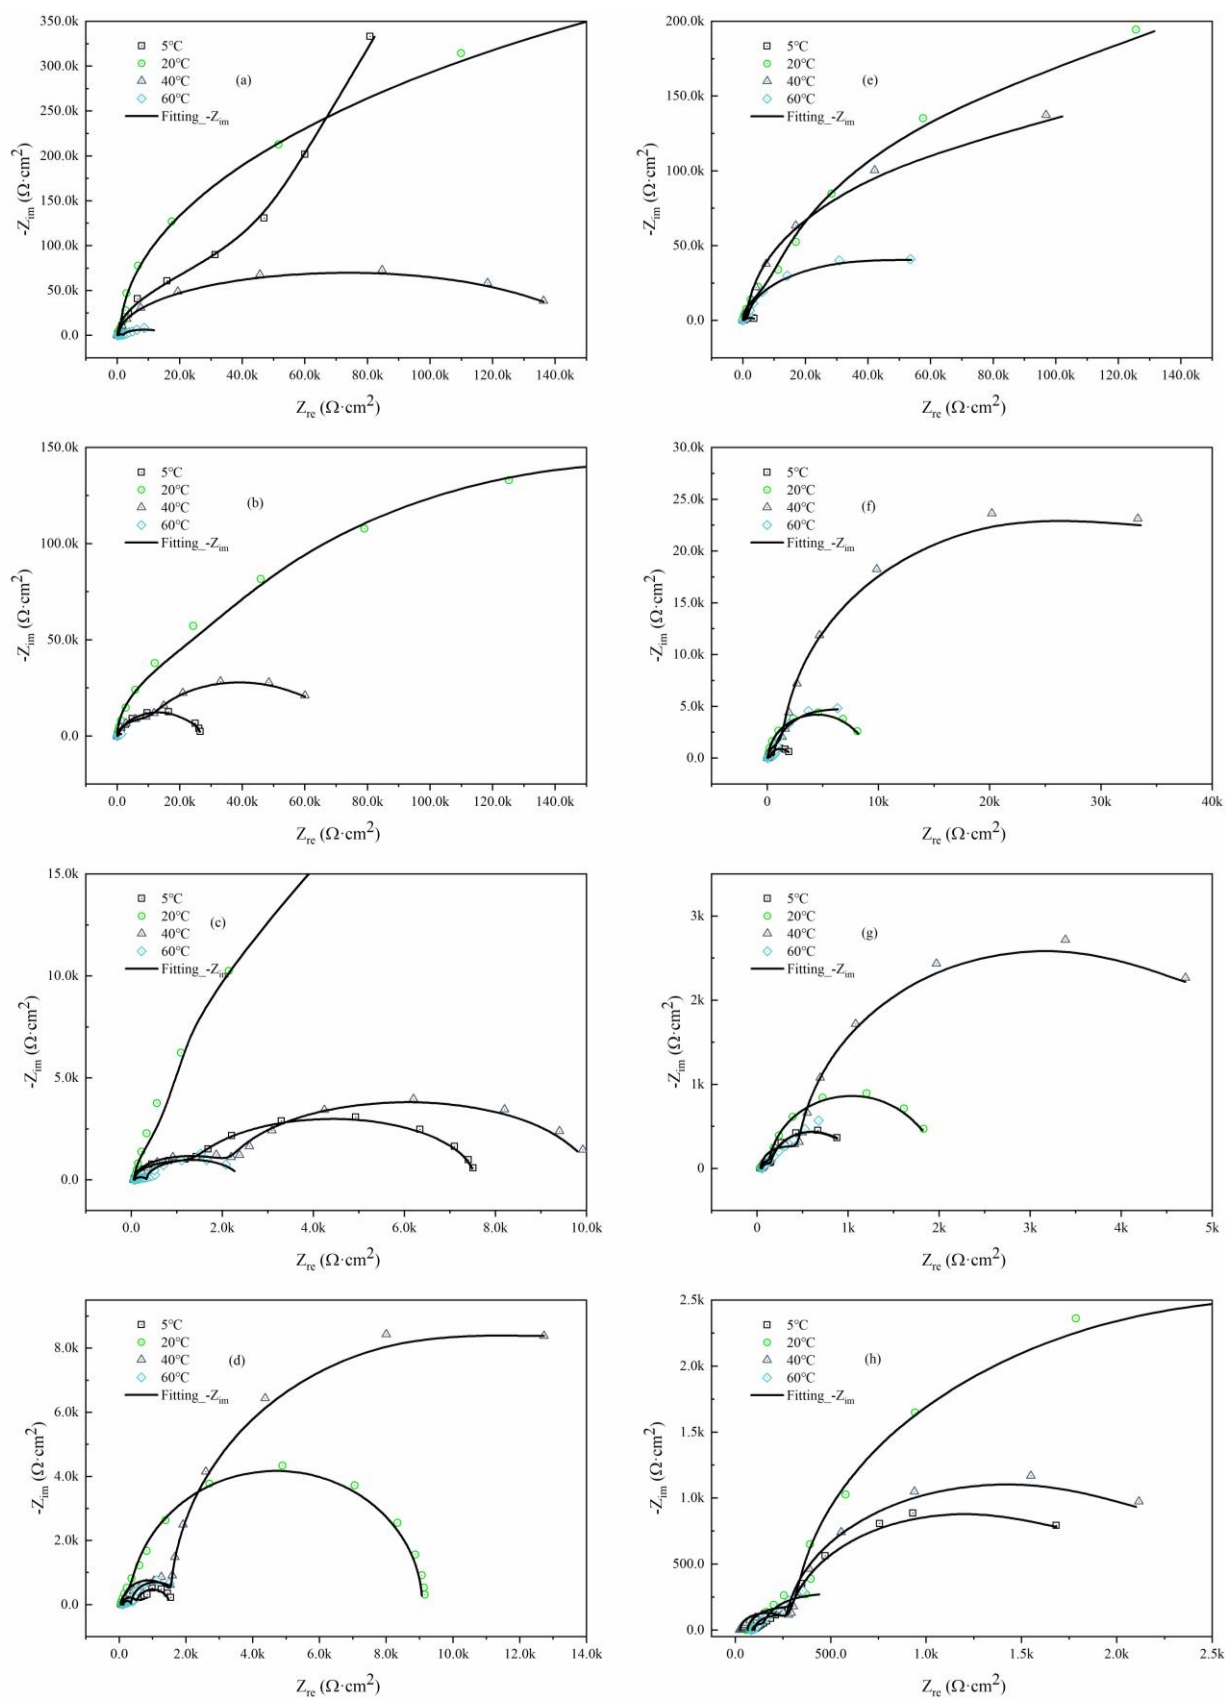 350.0k
300.0k
250.0k
200.0k
150.0k
100.0k
50.0k
0.0
-Zim (Ω·cm2)
5°C
20°C
40°C
60°C
Fitting_-Zim
(a)
0.0 20.0k 40.0k 60.0k 80.0k 100.0k 120.0k 140.0k
Zre (Ω·cm2)
200.0k
150.0k
100.0k
50.0k
0.0
-Zim (Ω·cm2)
5°C
20°C
40°C
60°C
Fitting_-Zim
(e)
0.0 20.0k 40.0k 60.0k 80.0k 100.0k 120.0k 140.0k
Zre (Ω·cm2)
150.0k
100.0k
50.0k
0.0
-Zim (Ω·cm2)
5°C
20°C
40°C
60°C
Fitting_-Zim
(b)
0.0 20.0k 40.0k 60.0k 80.0k 100.0k 120.0k 140.0k
Zre (Ω·cm2)
30.0k
25.0k
20.0k
15.0k
10.0k
5.0k
0.0
-Zim (Ω·cm2)
5°C
20°C
40°C
60°C
Fitting_-Zim
(f)
0 10k 20k 30k 40k
Zre (Ω·cm2)
15.0k
10.0k
5.0k
0.0
-Zim (Ω·cm2)
5°C
20°C
40°C
60°C
Fitting_-Zim
(c)
0.0 2.0k 4.0k 6.0k 8.0k 10.0k
Zre (Ω·cm2)
3k
2k
1k
0
-Zim (Ω·cm2)
5°C
20°C
40°C
60°C
Fitting_-Zim
(g)
0 1k 2k 3k 4k 5k
Zre (Ω·cm2)
8.0k
6.0k
4.0k
2.0k
0.0
-Zim (Ω·cm2)
5°C
20°C
40°C
60°C
Fitting_-Zim
(d)
0.0 2.0k 4.0k 6.0k 8.0k 10.0k 12.0k 14.0k
Zre (Ω·cm2)
2.5k
2.0k
1.5k
1.0k
500.0
0.0
-Zim (Ω·cm2)
5°C
20°C
40°C
60°C
Fitting_-Zim
(h)
0.0 500.0 1.0k 1.5k 2.0k 2.5k
Zre (Ω·cm2)